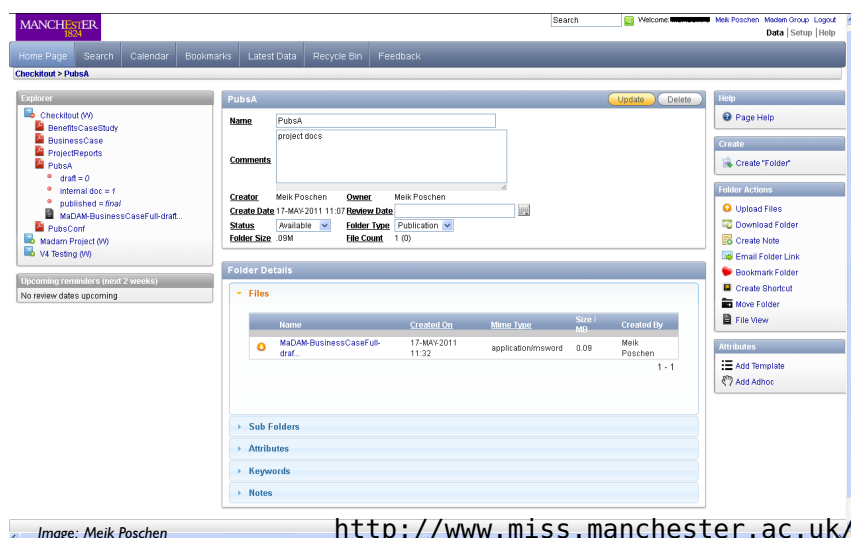 MANCHESTER
1824
Search
Welcome:
Meik Poschen Madam Group Logout
Data | Setup | Help
Home Page Search Calendar Bookmarks Latest Data Recycle Bin Feedback
Checkitout > PubsA
Explorer
Checkitout (W)
BenefitsCaseStudy
BusinessCase
ProjectReports
PubsA
draft = 0
internal doc = 1
published = final
MaDAM-BusinessCaseFull-draft...
PubsConf
Madam Project (W)
V4 Testing (W)
Upcoming reminders (next 2 weeks)
No review dates upcoming
PubsA
Update Delete
Name PubsA
Comments project docs
Creator Meik Poschen Owner Meik Poschen
Create Date 17-MAY-2011 11:07 Review Date
Status Available Folder Type Publication
Folder Size .09M File Count 1 (0)
Folder Details
Files
Name Created On Mime Type Size / MB Created By
MaDAM-BusinessCaseFull-draf... 17-MAY-2011 11:32 application/msword 0.09 Meik Poschen
1 - 1
Sub Folders
Attributes
Keywords
Notes
Help
Page Help
Create
Create "Folder"
Folder Actions
Upload Files
Download Folder
Create Note
Email Folder Link
Bookmark Folder
Create Shortcut
Move Folder
File View
Attributes
Add Template
Add Adhoc
Image: Meik Poschen
http://www.miss.manchester.ac.uk/